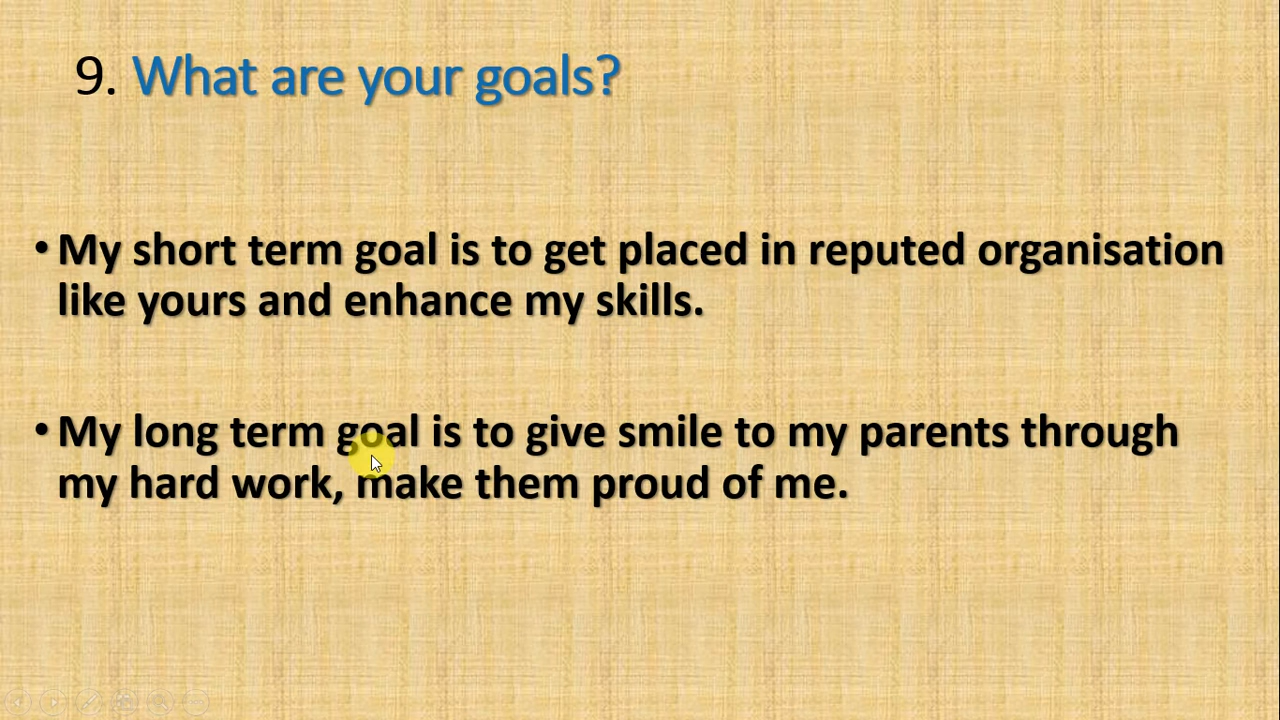 9. What are your goals?
• My short term goal is to get placed in reputed organisation
like yours and enhance my skills.
• My long term goal is to give smile to my parents through
my hard work, make them proud of me.